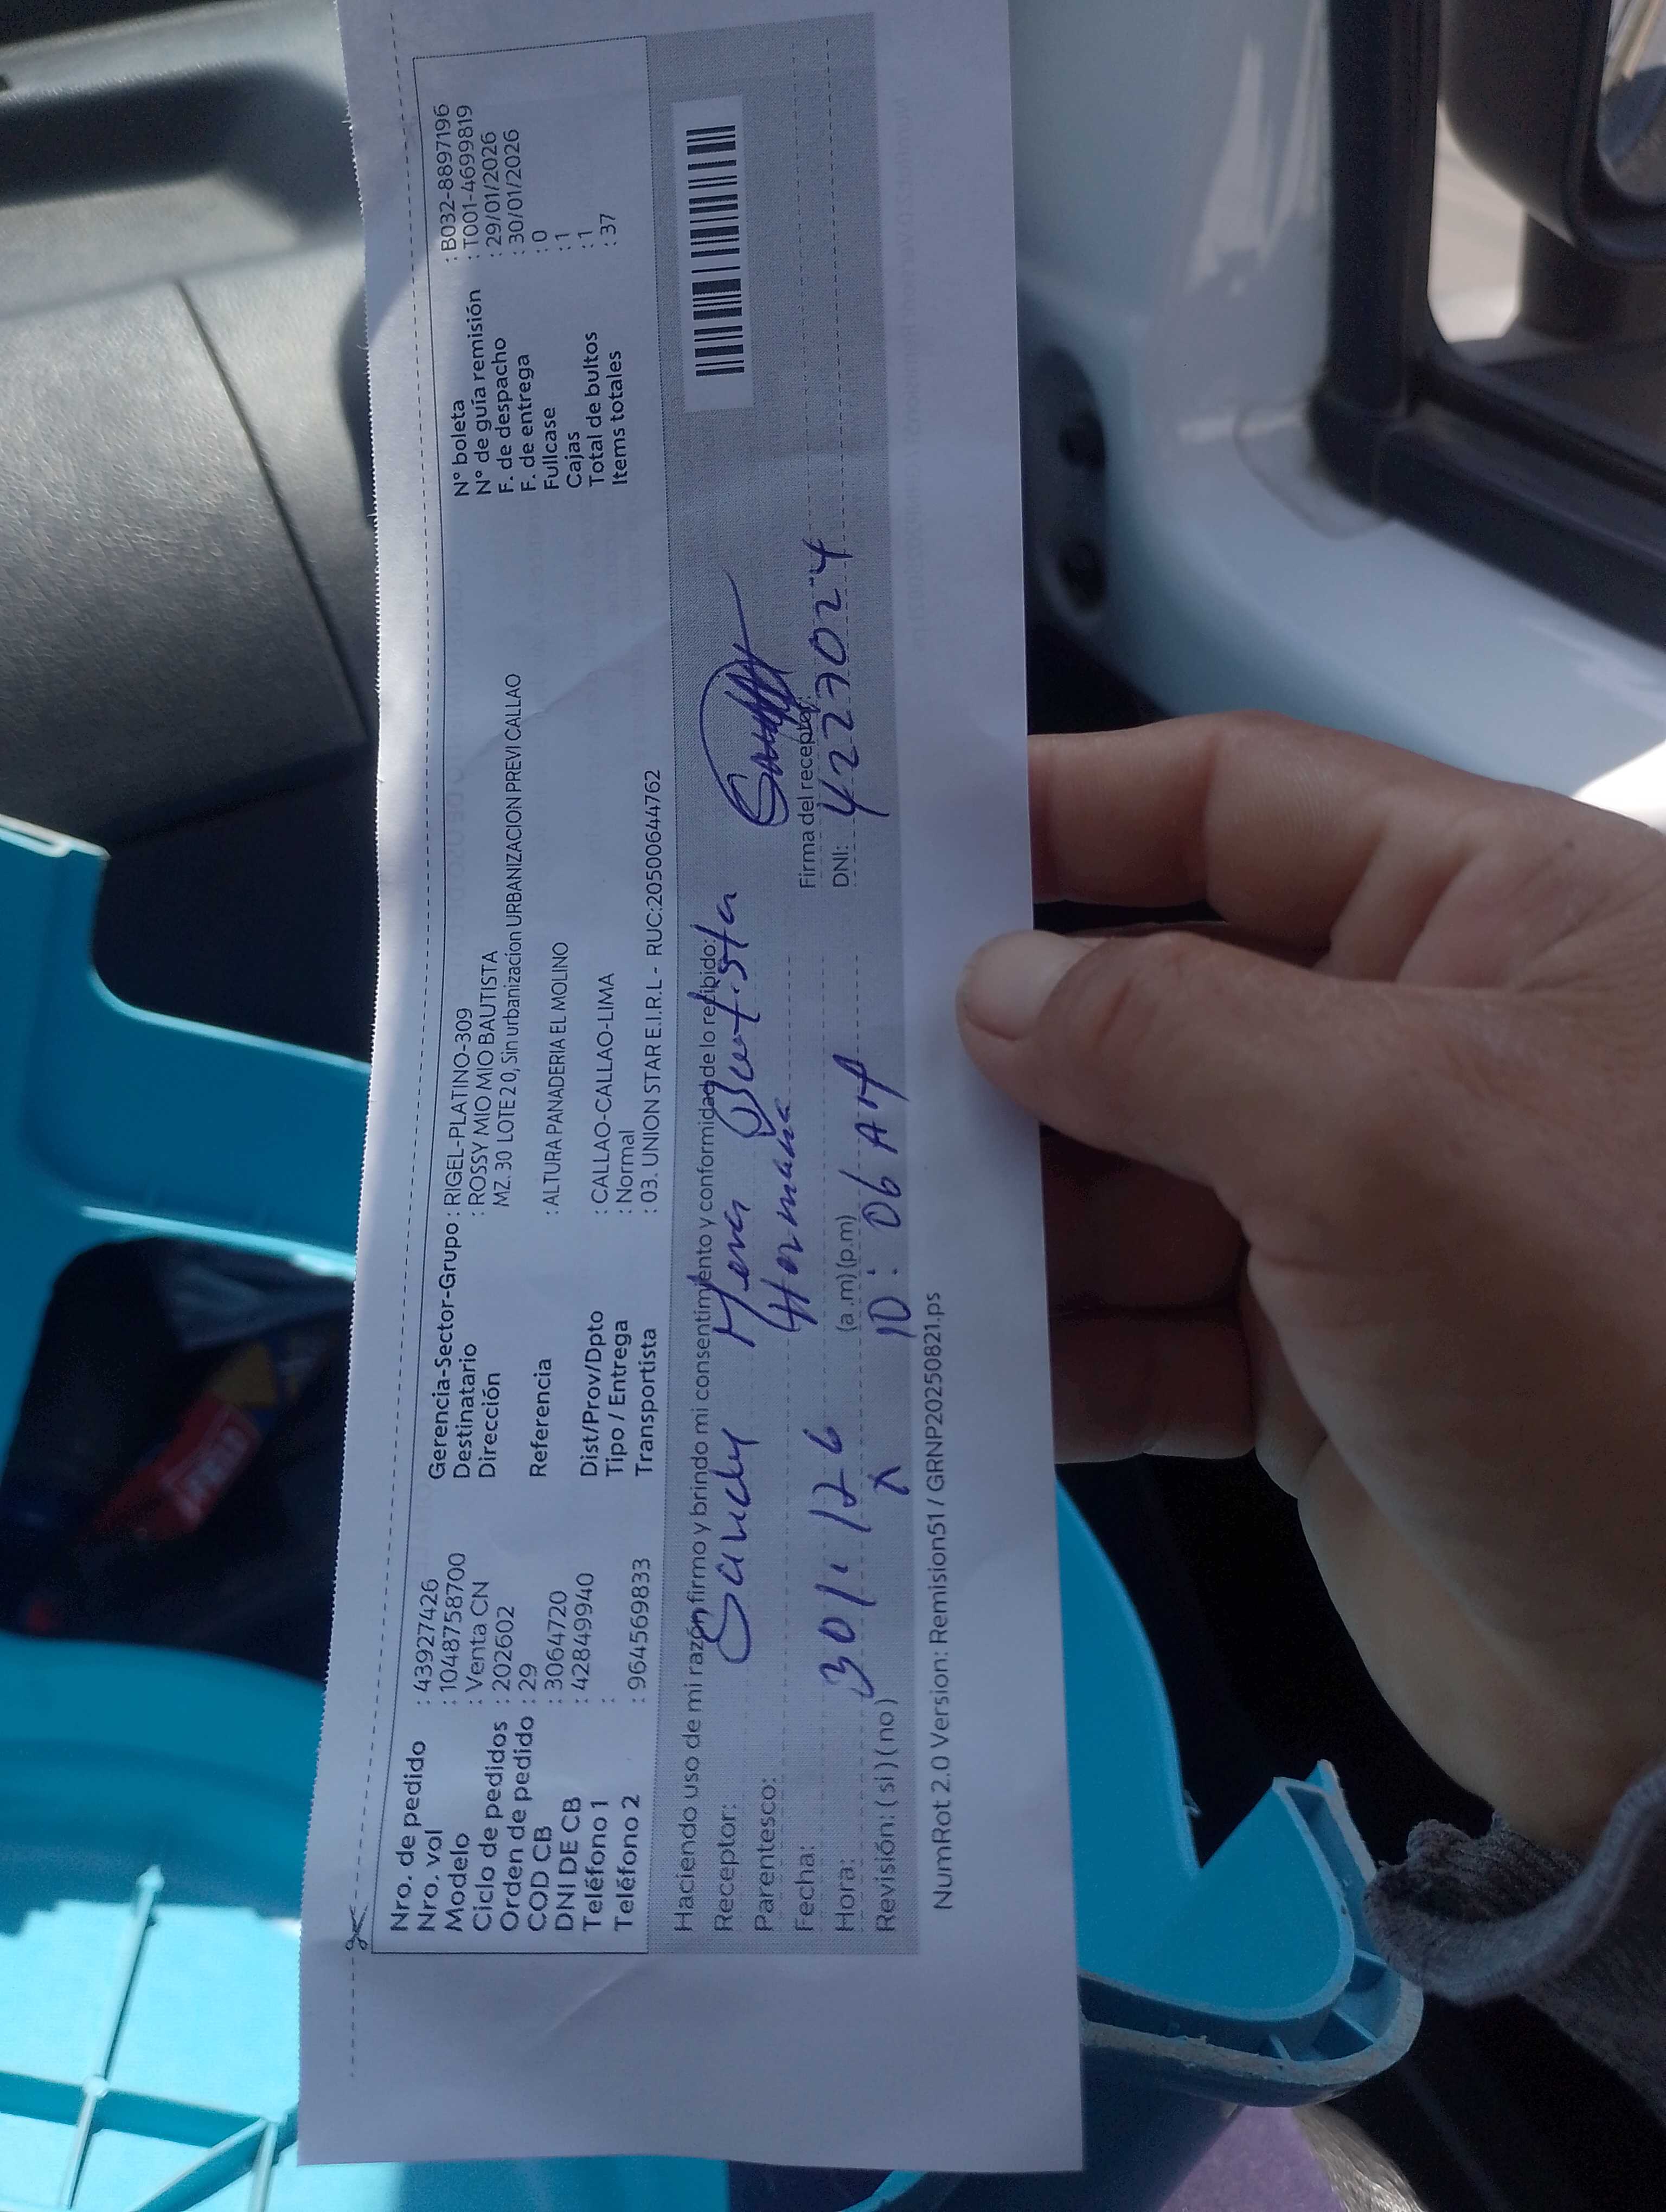 Nro. de pedido : 43927426
Nro. vol : 10487587​00
Modelo : Venta CN
Ciclo de pedidos : 202602
Orden de pedido : 29
COD CB : 3064720
DNI DE CB : 42849940
Teléfono 1 :
Teléfono 2 : 964569833
Gerencia-Sector-Grupo : RIGEL-PLATINO-309
Destinatario : ROSSY MIO MIO BAUTISTA
Dirección MZ. 30 LOTE 2 0, Sin urbanizacion URBANIZACION PREVI CALLAO
Referencia : ALTURA PANADERIA EL MOLINO
Dist/Prov/Dpto : CALLAO-CALLAO-LIMA
Tipo / Entrega : Normal
Transportista : 03. UNION STAR E.I.R.L - RUC:20500644762
N° boleta : B032-8897196
N° de guía remisión : T001-4699819
F. de despacho : 29/01/2026
F. de entrega : 30/01/2026
Fullcase : 0
Cajas : 1
Total de bultos : 1
Items totales : 37
Haciendo uso de mi razón firmo y brindo mi consentimiento y conformidad de lo recibido:
Receptor: Sandy Mera Bautista
Parentesco: Hermana
Firma del receptor:
Fecha: 30/1/26
DNI: 42273024
Hora: (a.m) (p.m) 10:06 AM
Revisión: ( si ) ( no ) X
NumRot 2.0 Version: Remision51 / GRNP20250821.ps